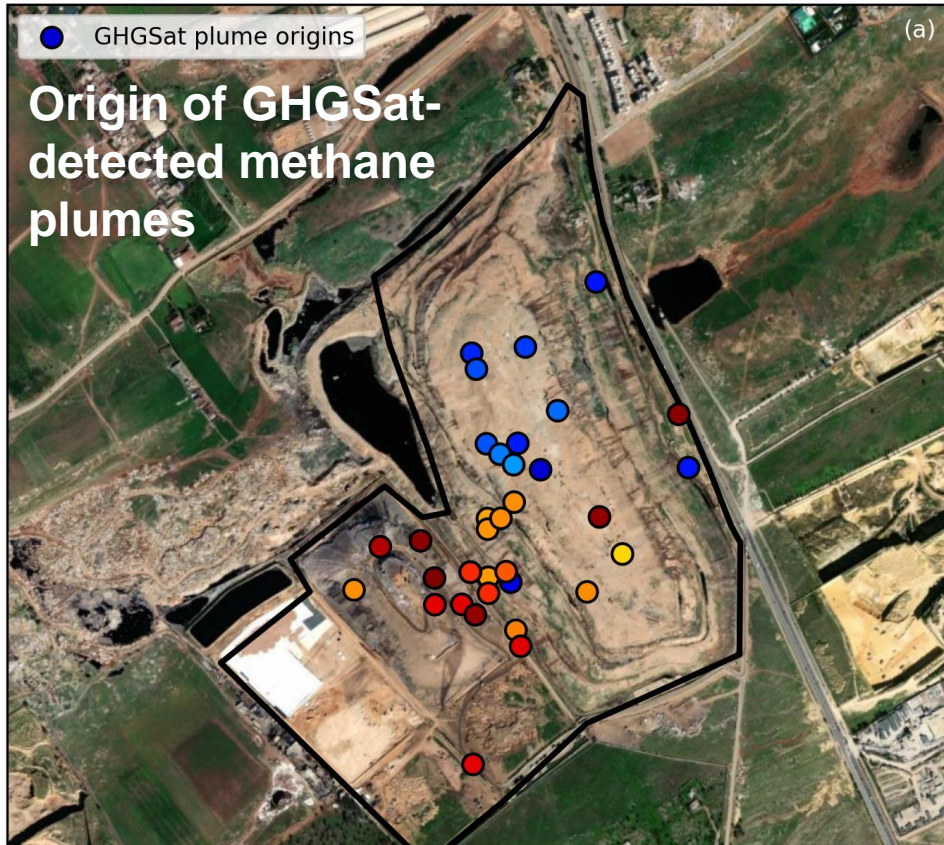 GHGSat plume origins
(a)
Origin of GHGSat-
detected methane
plumes